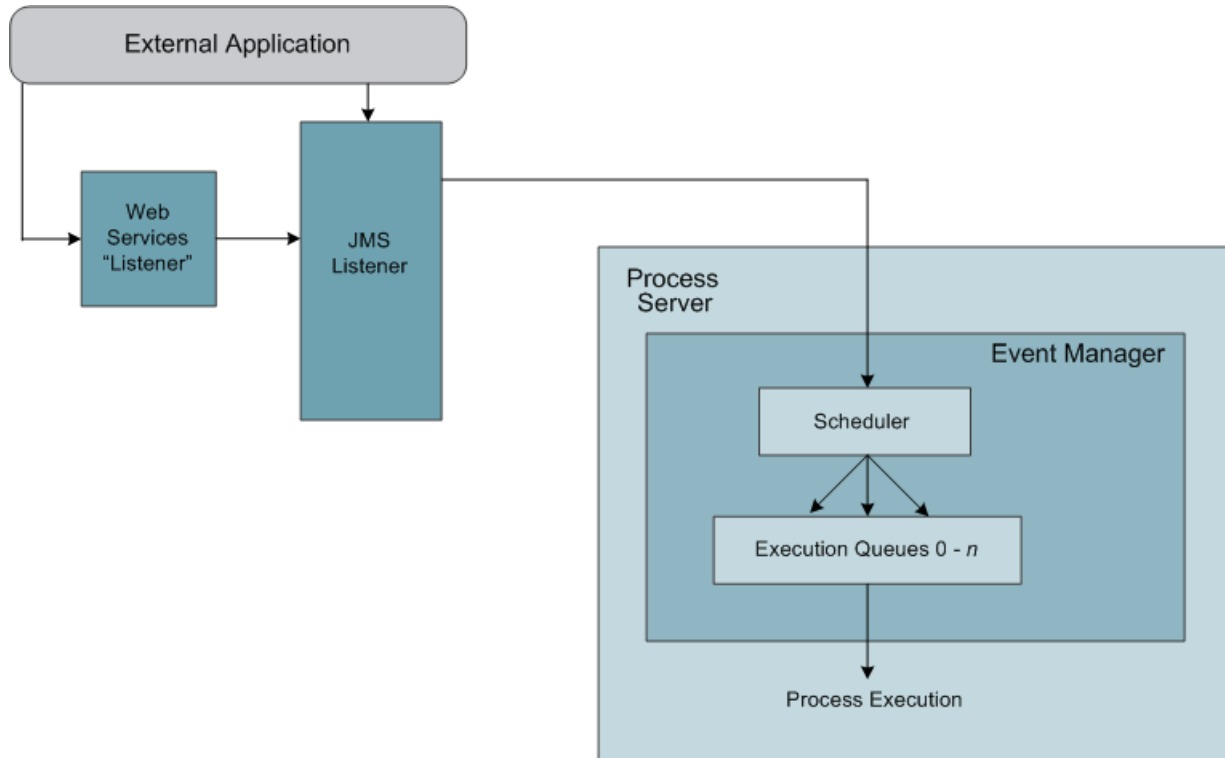 External Application
Web
Services
“Listener”
JMS
Listener
Process
Server
Event Manager
Scheduler
Execution Queues 0 - n
Process Execution